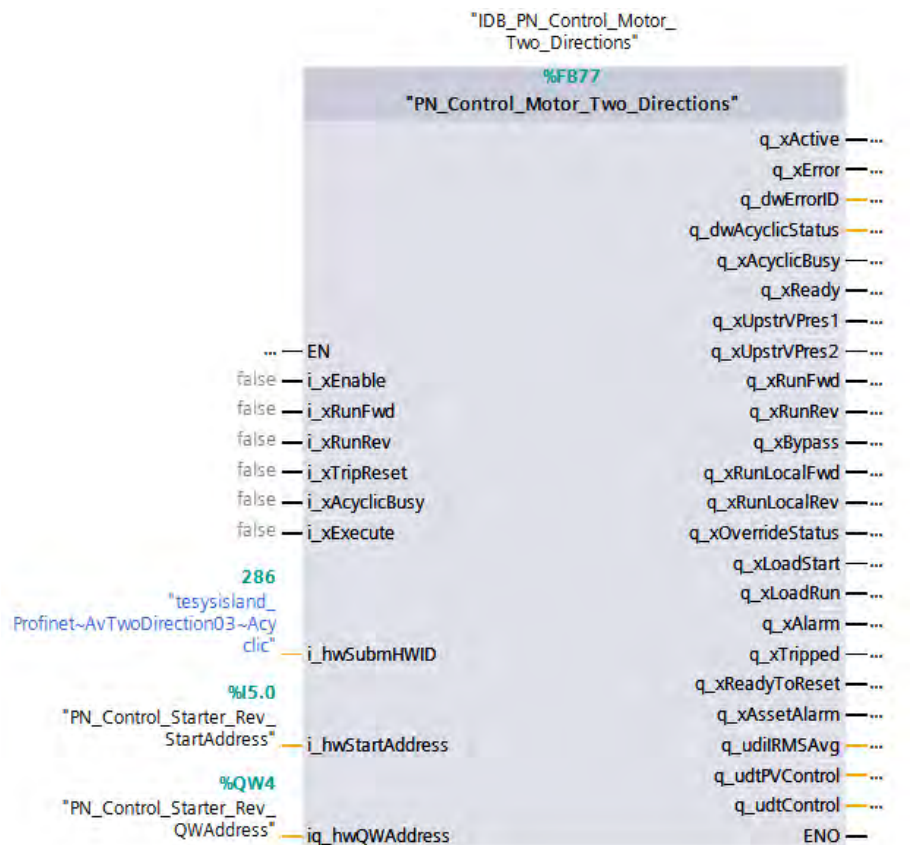 "IDB_PN_Control_Motor_
Two_Directions"
%FB77
"PN_Control_Motor_Two_Directions"
q_xActive ...
q_xError ...
q_dwErrorID ...
q_dwAcyclicStatus ...
q_xAcyclicBusy ...
q_xReady ...
q_xUpstrVPres1 ...
... EN q_xUpstrVPres2 ...
false i_xEnable q_xRunFwd ...
false i_xRunFwd q_xRunRev ...
false i_xRunRev q_xBypass ...
false i_xTripReset q_xRunLocalFwd ...
false i_xAcyclicBusy q_xRunLocalRev ...
false i_xExecute q_xOverrideStatus ...
q_xLoadStart ...
286
"tesysisland_
q_xLoadRun ...
Profinet~AvTwoDirection03~Acy
q_xAlarm ...
clic" i_hwSubmHWID q_xTripped ...
q_xReadyToReset ...
%I5.0
"PN_Control_Starter_Rev_
q_xAssetAlarm ...
StartAddress" i_hwStartAddress q_udiIRMSAvg ...
q_udtPVControl ...
%QW4
"PN_Control_Starter_Rev_
q_udtControl ...
QWAddress" iq_hwQWAddress ENO